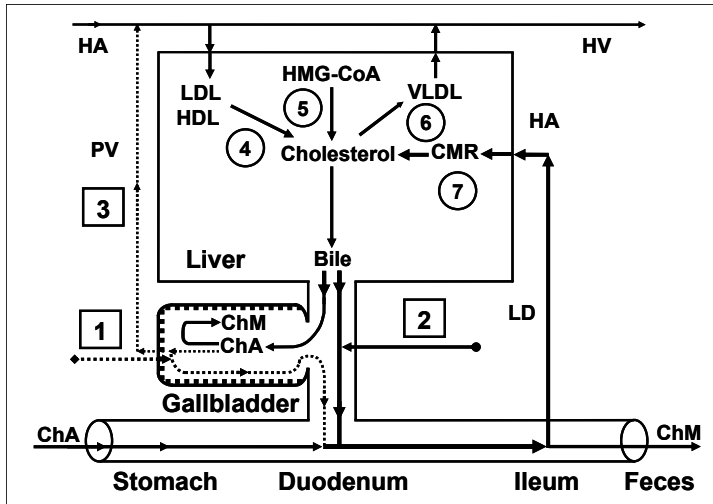 HA
HV
HMG-CoA
LDL
HDL
VLDL
5
6
4
HA
PV
Cholesterol
CMR
7
3
Bile
Liver
LD
1
ChM
2
ChA
Gallbladder
ChA
ChM
Stomach
Duodenum
Ileum
Feces